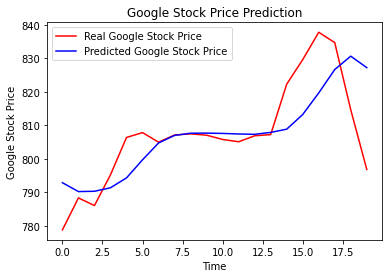 Google Stock Price Prediction
Real Google Stock Price
Predicted Google Stock Price
Google Stock Price
840
830
820
810
800
790
780
0.0 2.5 5.0 7.5 10.0 12.5 15.0 17.5
Time